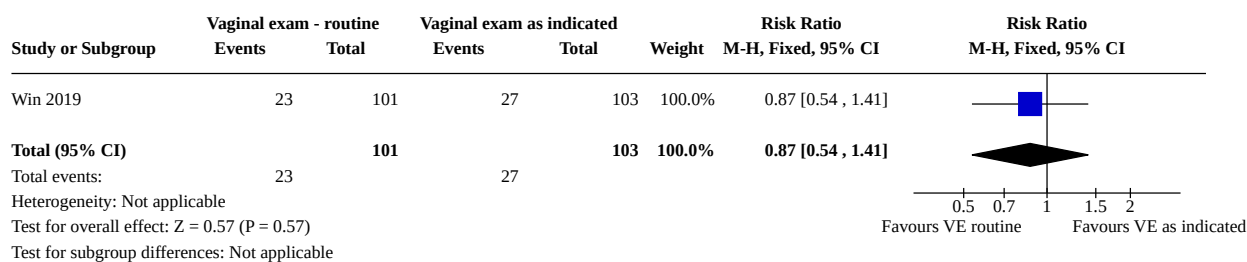 Vaginal exam - routine Vaginal exam as indicated Risk Ratio Risk Ratio
Study or Subgroup Events Total Events Total Weight M-H, Fixed, 95% CI M-H, Fixed, 95% CI
Win 2019 23 101 27 103 100.0% 0.87 [0.54 , 1.41]
Total (95% CI) 101 103 100.0% 0.87 [0.54 , 1.41]
Total events: 23 27
Heterogeneity: Not applicable
0.5 0.7 1 1.5 2
Test for overall effect: Z = 0.57 (P = 0.57) Favours VE routine Favours VE as indicated
Test for subgroup differences: Not applicable